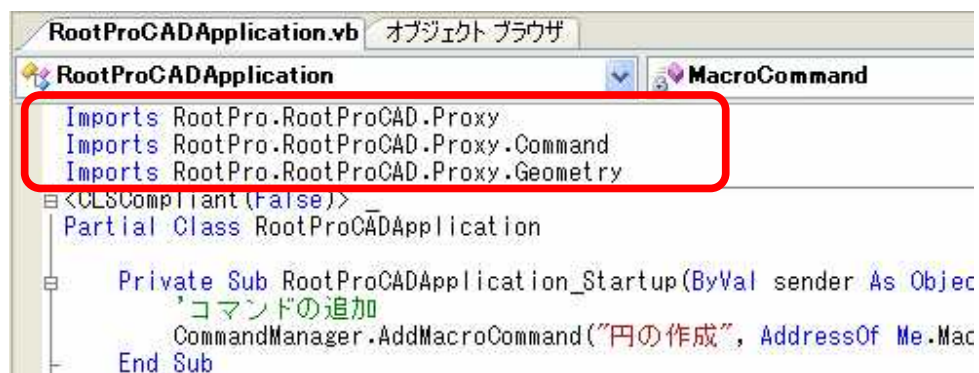 RootProCADApplication.vb オブジェクト ブラウザ
RootProCADApplication MacroCommand
Imports RootPro.RootProCAD.Proxy
Imports RootPro.RootProCAD.Proxy.Command
Imports RootPro.RootProCAD.Proxy.Geometry
<CLSCompliant(False)> _
Partial Class RootProCADApplication
Private Sub RootProCADApplication_Startup(ByVal sender As Objec
'コマンドの追加
CommandManager.AddMacroCommand("円の作成", AddressOf Me.Mac
End Sub